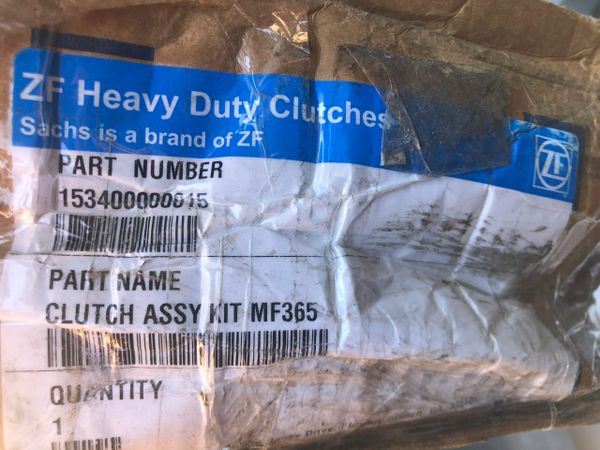 ZF Heavy Duty Clutches
Sachs is a brand of ZF
ZF
PART NUMBER
153400000015
PART NAME
CLUTCH ASSY KIT MF365
QUANTITY
1